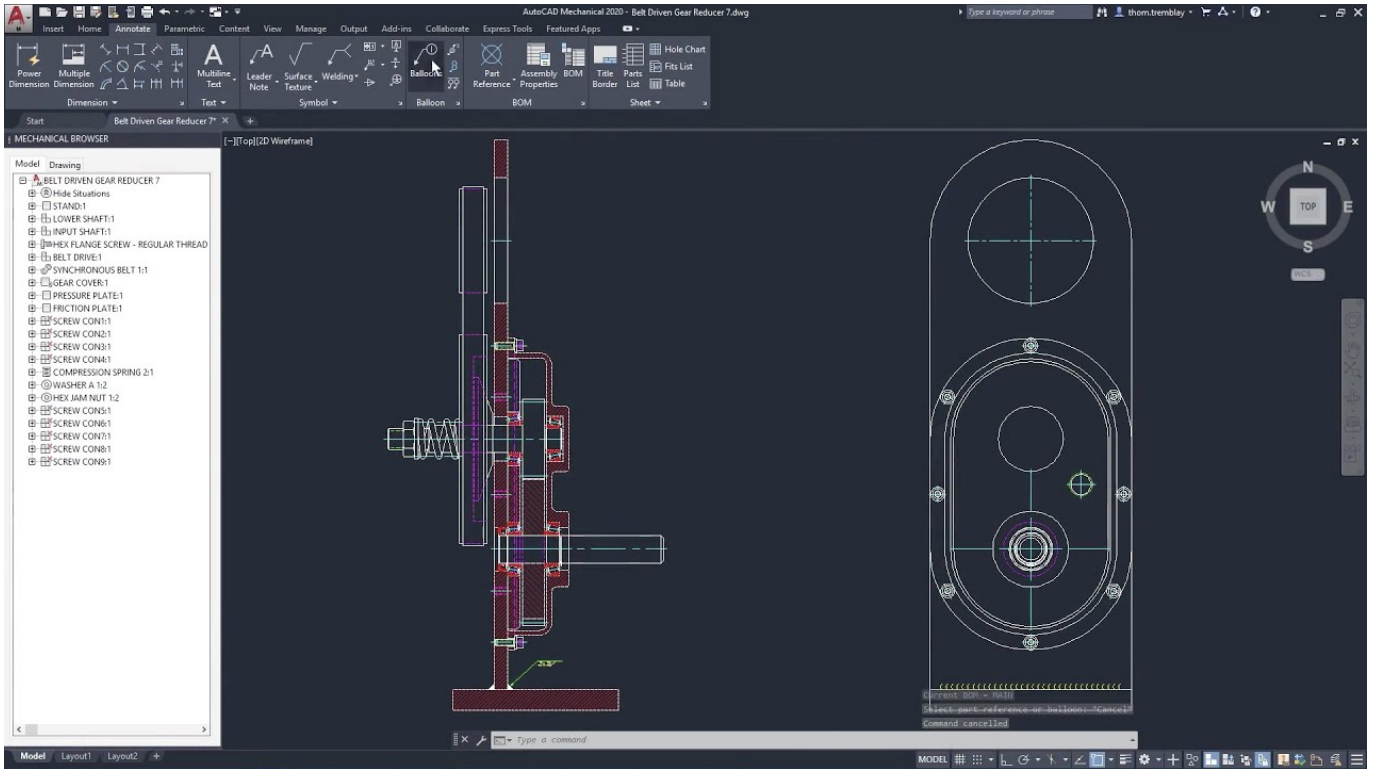 AutoCAD Mechanical 2020 - Belt Driven Gear Reducer 7.dwg
Type a keyword or phrase
thom.tremblay
Insert Home Annotate Parametric Content View Manage Output Add-ins Collaborate Express Tools Featured Apps
Power Dimension
Multiple Dimension
Multiline Text
Leader Note
Surface Texture
Welding
Balloons
Part Reference
Assembly Properties
BOM
Title Border
Parts List
Hole Chart
Fits List
Table
Dimension Text Symbol Balloon BOM Sheet
Start Belt Driven Gear Reducer 7*
MECHANICAL BROWSER
[−][Top][2D Wireframe]
Model Drawing
BELT DRIVEN GEAR REDUCER 7
Hide Situations
STAND:1
LOWER SHAFT:1
INPUT SHAFT:1
HEX FLANGE SCREW - REGULAR THREAD
BELT DRIVE:1
SYNCHRONOUS BELT 1:1
GEAR COVER:1
PRESSURE PLATE:1
FRICTION PLATE:1
SCREW CON1:1
SCREW CON2:1
SCREW CON3:1
SCREW CON4:1
COMPRESSION SPRING 2:1
WASHER A 1:2
HEX JAM NUT 1:2
SCREW CON5:1
SCREW CON6:1
SCREW CON7:1
SCREW CON8:1
SCREW CON9:1
N
W TOP E
S
WCS
Current BOM = MAIN
Select part reference or balloon: *Cancel*
Command cancelled
Type a command
Model Layout1 Layout2
MODEL